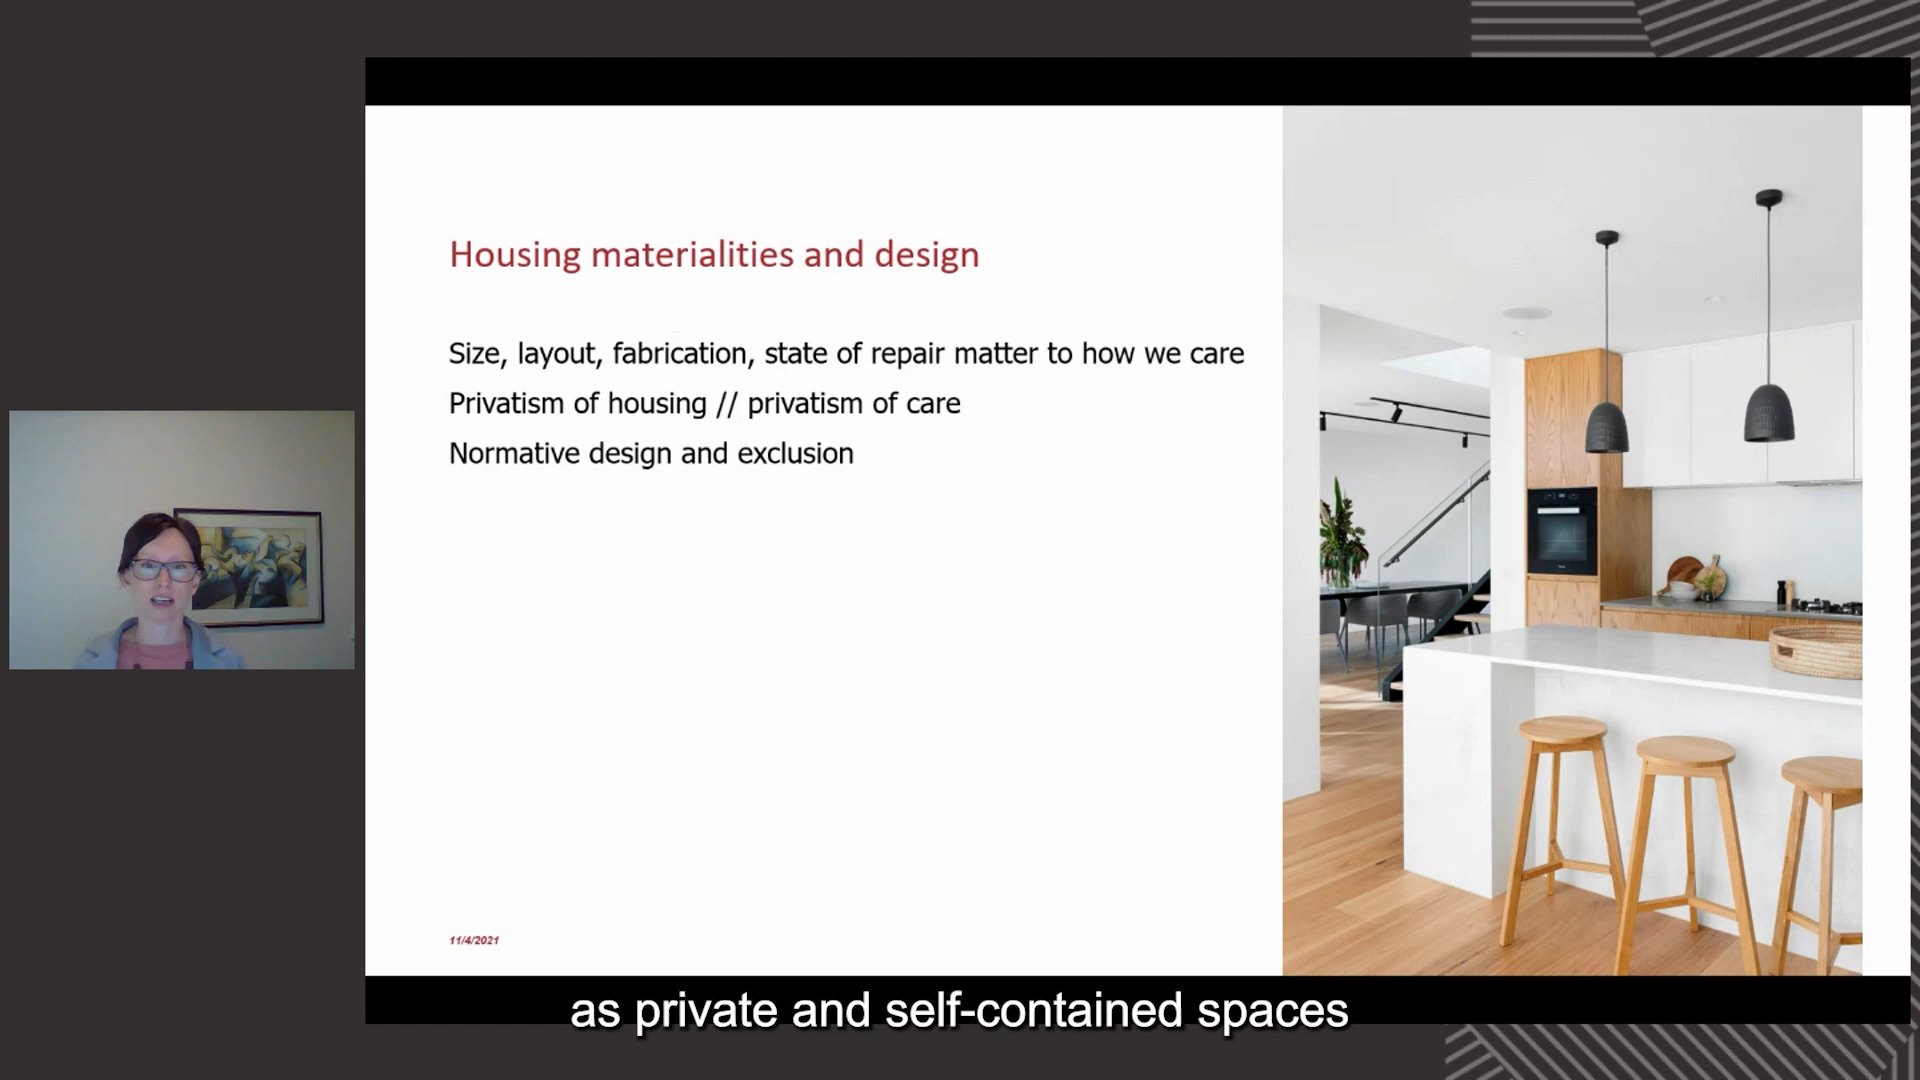 Housing materialities and design
Size, layout, fabrication, state of repair matter to how we care
Privatism of housing // privatism of care
Normative design and exclusion
11/4/2021
as private and self-contained spaces